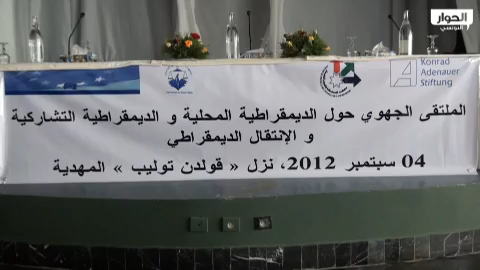 الحوار
التونسي
Konrad
Adenauer
Stiftung
الملتقى الجهوي حول الديمقراطية المحلية و الديمقراطية التشاركية
و الإنتقال الديمقراطي
04 سبتمبر 2012، نزل « قولدن توليب » المهدية